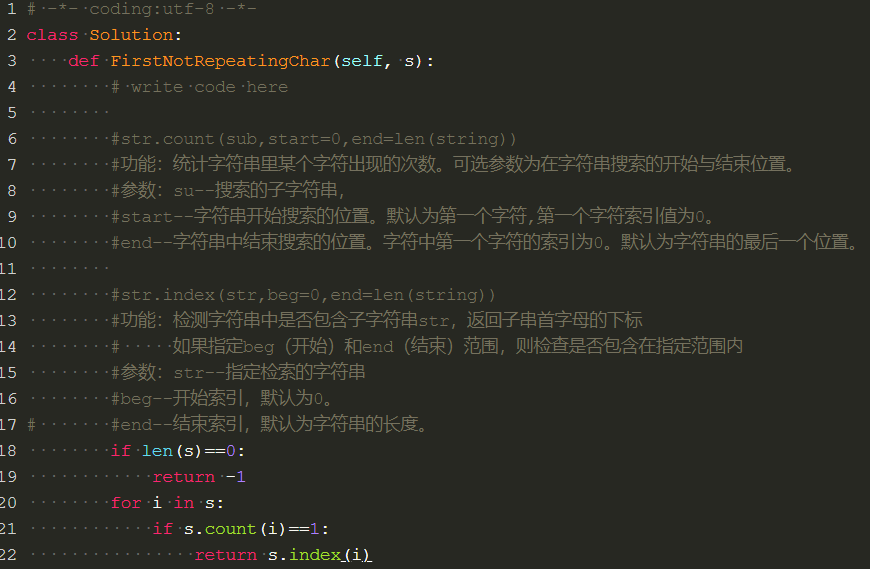 1 # -*- coding:utf-8 -*-
2 class Solution:
3 ····def FirstNotRepeatingChar(self, s):
4 ········# write code here
5 ········
6 ········#str.count(sub,start=0,end=len(string))
7 ········#功能：统计字符串里某个字符出现的次数。可选参数为在字符串搜索的开始与结束位置。
8 ········#参数：su--搜索的子字符串，
9 ········#start--字符串开始搜索的位置。默认为第一个字符,第一个字符索引值为0。
10 ········#end--字符串中结束搜索的位置。字符中第一个字符的索引为0。默认为字符串的最后一个位置。
11 ········
12 ········#str.index(str,beg=0,end=len(string))
13 ········#功能：检测字符串中是否包含子字符串str，返回子串首字母的下标
14 ········#·····如果指定beg（开始）和end（结束）范围，则检查是否包含在指定范围内
15 ········#参数：str--指定检索的字符串
16 ········#beg--开始索引，默认为0。
17 #·······#end--结束索引，默认为字符串的长度。
18 ········if len(s)==0:
19 ············return -1
20 ········for i in s:
21 ············if s.count(i)==1:
22 ················return s.index(i)